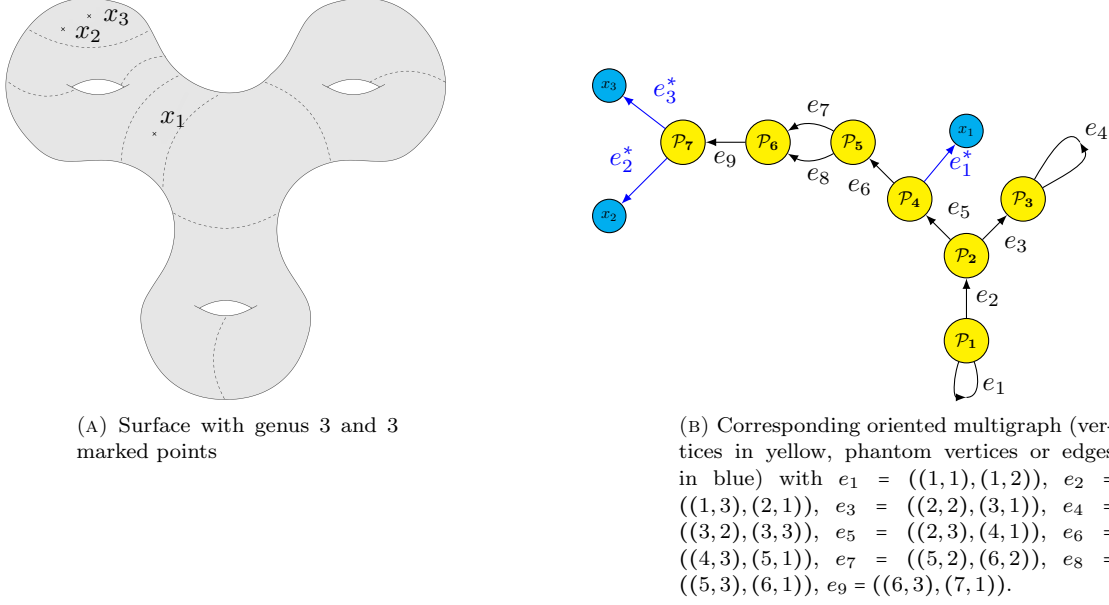 x₃
x₂
x₁
(A) Surface with genus 3 and 3
marked points
x₃
e₃*
e₇
x₁
e₄
𝒫₇
𝒫₆
𝒫₅
e₉
e₂*
e₈
e₁*
e₆
𝒫₄
𝒫₃
x₂
e₅
e₃
𝒫₂
e₂
𝒫₁
e₁
(B) Corresponding oriented multigraph (ver-
tices in yellow, phantom vertices or edges
in blue) with e₁ = ((1, 1), (1, 2)), e₂ =
((1, 3), (2, 1)), e₃ = ((2, 2), (3, 1)), e₄ =
((3, 2), (3, 3)), e₅ = ((2, 3), (4, 1)), e₆ =
((4, 3), (5, 1)), e₇ = ((5, 2), (6, 2)), e₈ =
((5, 3), (6, 1)), e₉ = ((6, 3), (7, 1)).